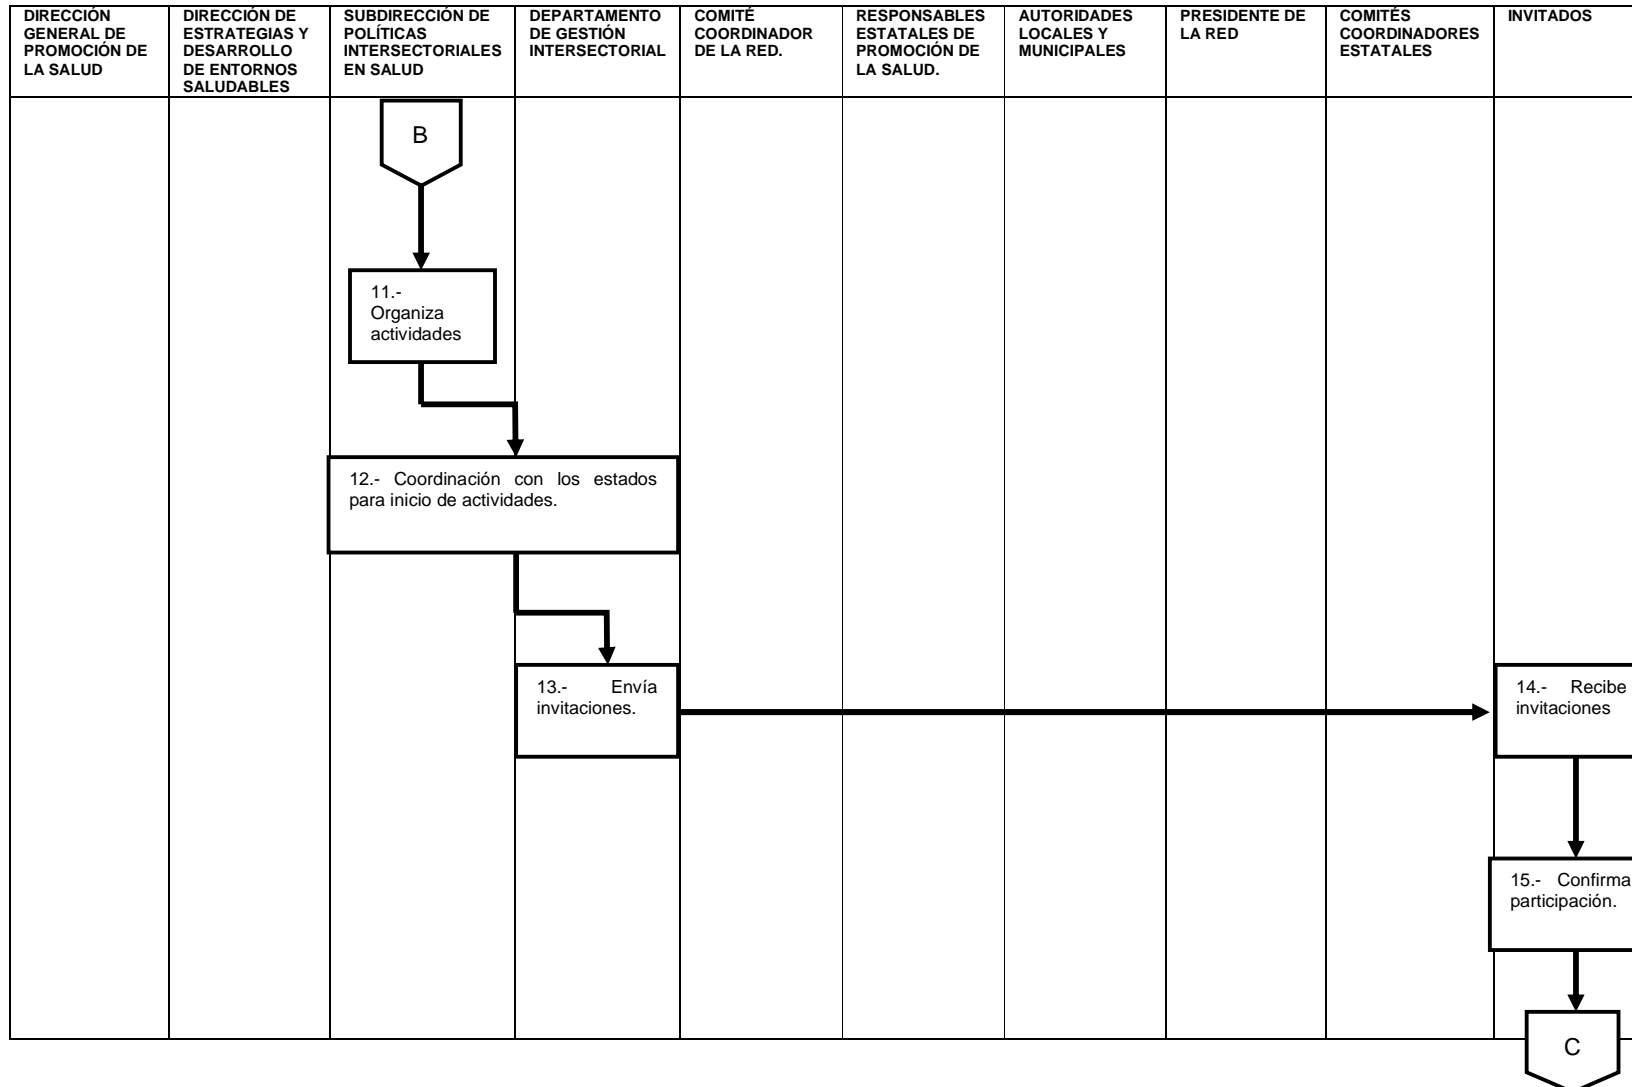 DIRECCIÓN
GENERAL DE
PROMOCIÓN DE
LA SALUD
DIRECCIÓN DE
ESTRATEGIAS Y
DESARROLLO
DE ENTORNOS
SALUDABLES
SUBDIRECCIÓN DE
POLÍTICAS
INTERSECTORIALES
EN SALUD
DEPARTAMENTO
DE GESTIÓN
INTERSECTORIAL
COMITÉ
COORDINADOR
DE LA RED.
RESPONSABLES
ESTATALES DE
PROMOCIÓN DE
LA SALUD.
AUTORIDADES
LOCALES Y
MUNICIPALES
PRESIDENTE DE
LA RED
COMITÉS
COORDINADORES
ESTATALES
INVITADOS
B
11.-
Organiza
actividades
12.- Coordinación con los estados
para inicio de actividades.
13.- Envía
invitaciones.
14.- Recibe
invitaciones
15.- Confirma
participación.
C